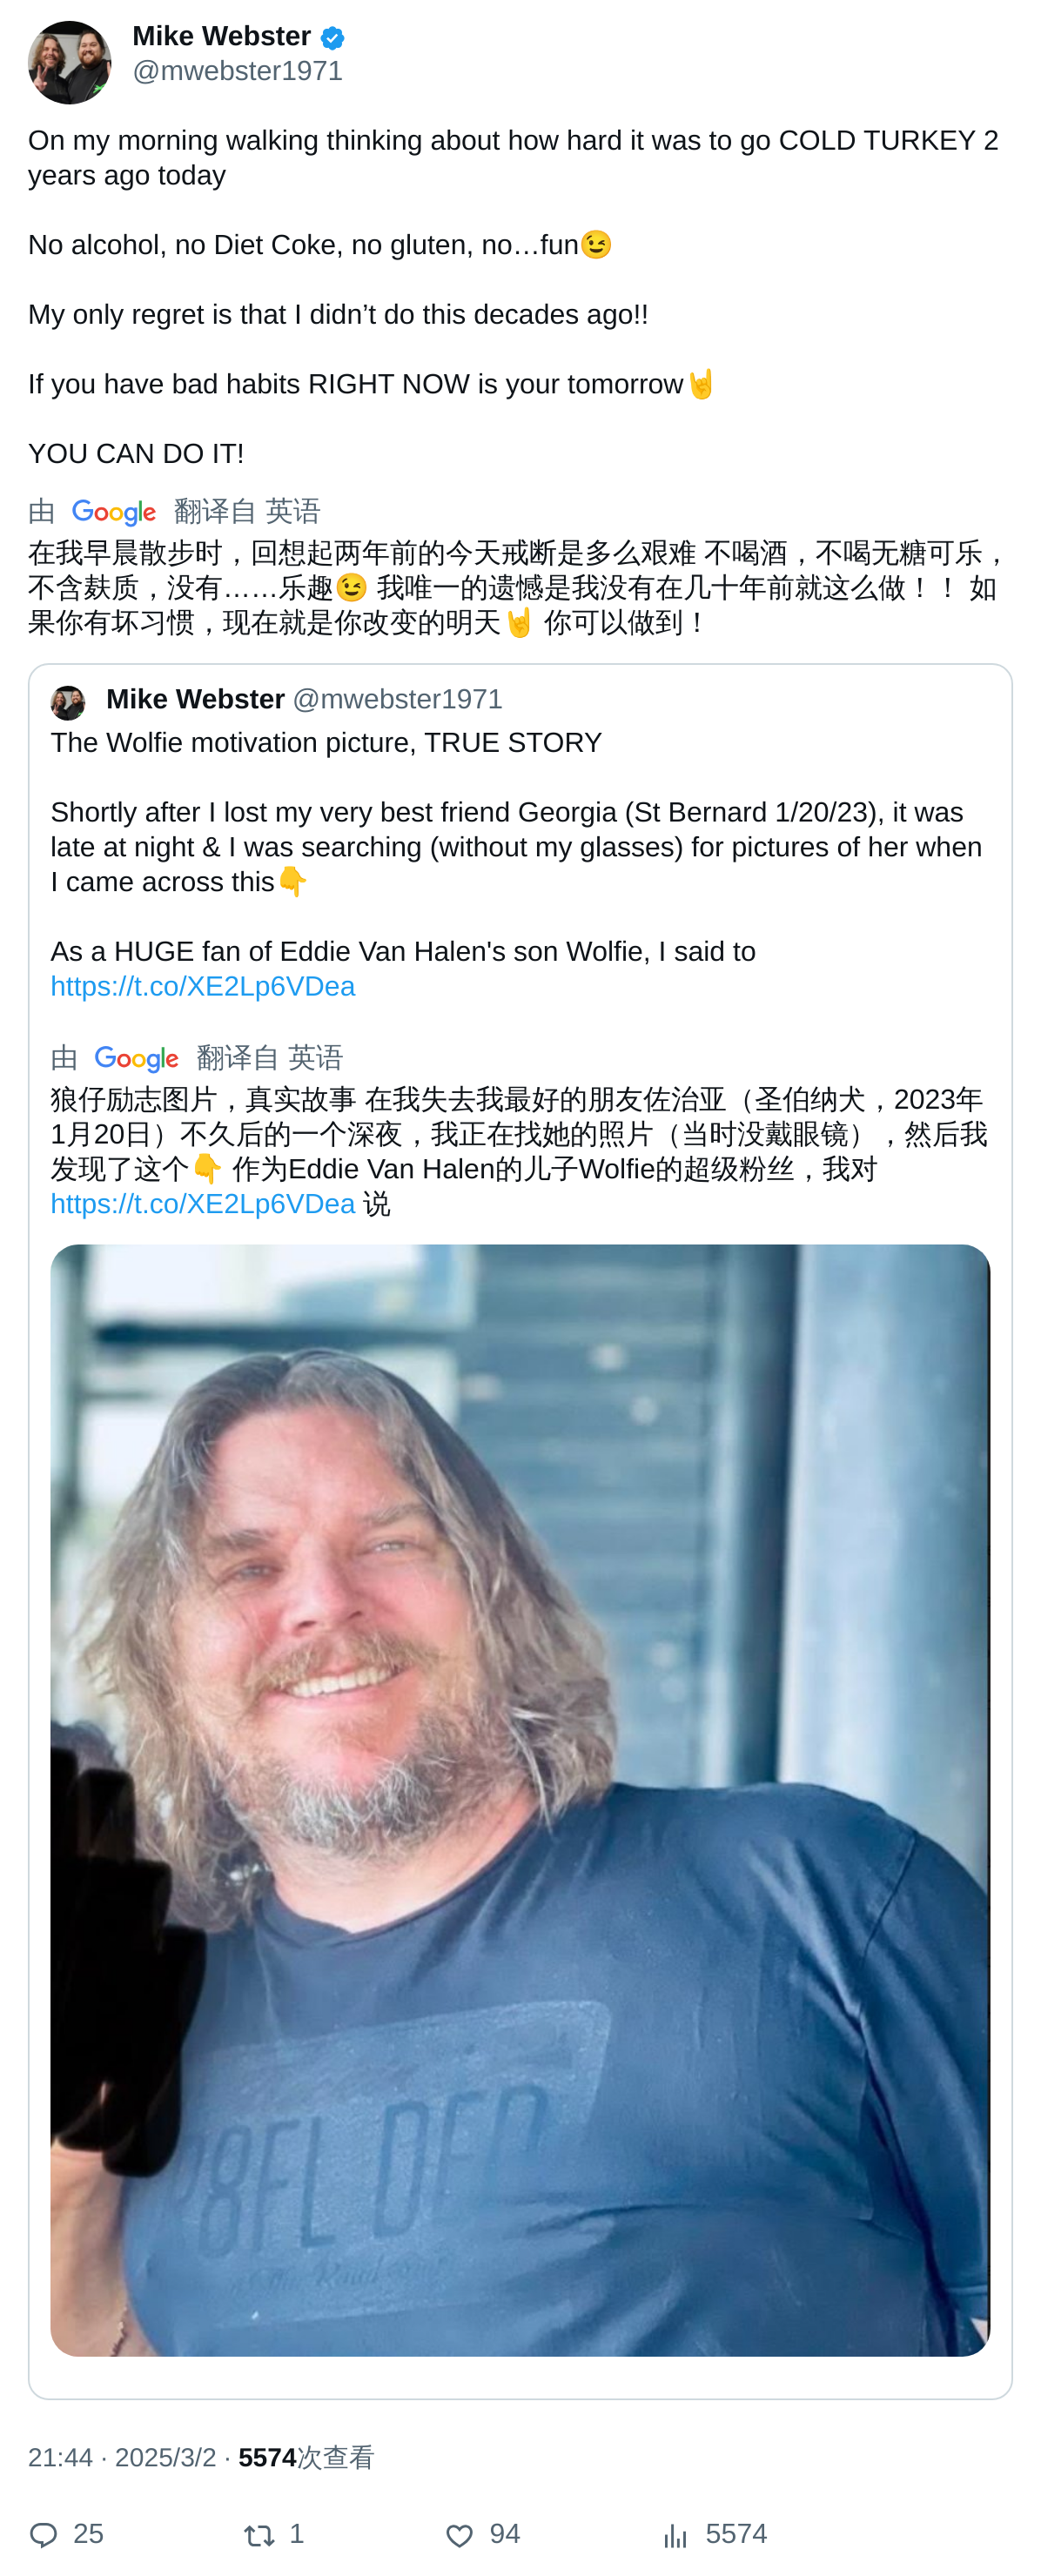 Mike Webster
@mwebster1971
On my morning walking thinking about how hard it was to go COLD TURKEY 2
years ago today
No alcohol, no Diet Coke, no gluten, no…fun😉
My only regret is that I didn’t do this decades ago!!
If you have bad habits RIGHT NOW is your tomorrow🤘
YOU CAN DO IT!
由 Google 翻译自 英语
在我早晨散步时，回想起两年前的今天戒断是多么艰难 不喝酒，不喝无糖可乐，
不含麸质，没有……乐趣😉 我唯一的遗憾是我没有在几十年前就这么做！！ 如
果你有坏习惯，现在就是你改变的明天🤘 你可以做到！
Mike Webster @mwebster1971
The Wolfie motivation picture, TRUE STORY
Shortly after I lost my very best friend Georgia (St Bernard 1/20/23), it was
late at night & I was searching (without my glasses) for pictures of her when
I came across this👇
As a HUGE fan of Eddie Van Halen's son Wolfie, I said to
https://t.co/XE2Lp6VDea
由 Google 翻译自 英语
狼仔励志图片，真实故事 在我失去我最好的朋友佐治亚（圣伯纳犬，2023年
1月20日）不久后的一个深夜，我正在找她的照片（当时没戴眼镜），然后我
发现了这个👇 作为Eddie Van Halen的儿子Wolfie的超级粉丝，我对
https://t.co/XE2Lp6VDea 说
21:44 · 2025/3/2 · 5574次查看
25 1 94 5574